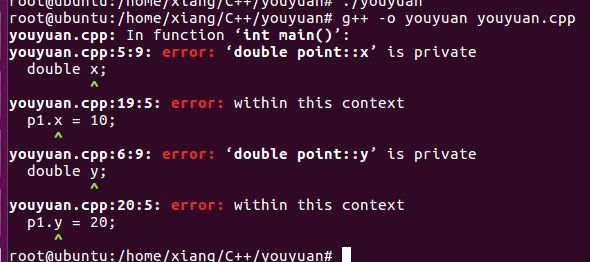 root@ubuntu:/home/xiang/C++/youyuan# ./youyuan
root@ubuntu:/home/xiang/C++/youyuan# g++ -o youyuan youyuan.cpp
youyuan.cpp: In function ‘int main()’:
youyuan.cpp:5:9: error: ‘double point::x’ is private
  double x;
         ^
youyuan.cpp:19:5: error: within this context
  p1.x = 10;
     ^
youyuan.cpp:6:9: error: ‘double point::y’ is private
  double y;
         ^
youyuan.cpp:20:5: error: within this context
  p1.y = 20;
     ^
root@ubuntu:/home/xiang/C++/youyuan#